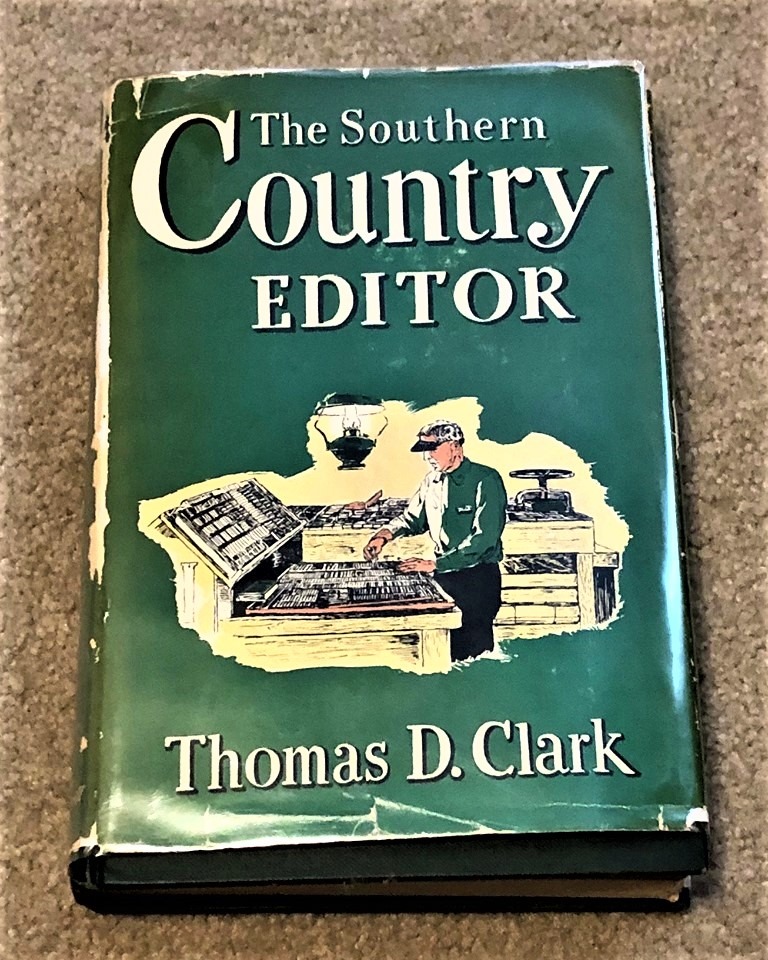 The Southern
Country
EDITOR
Thomas D. Clark